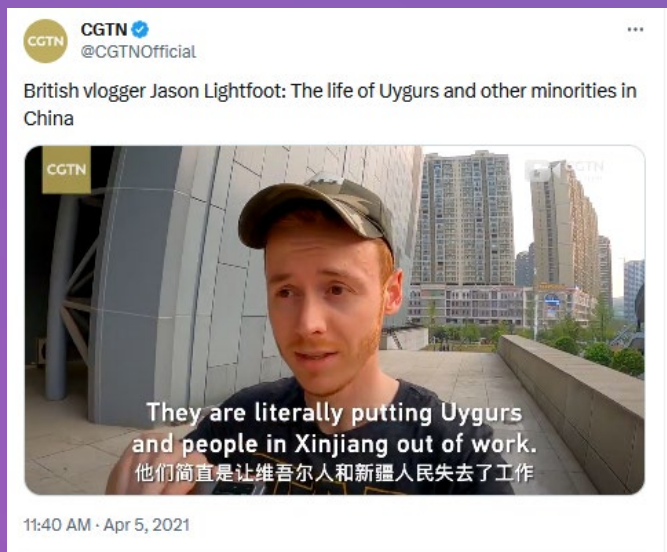 CGTN
CGTN
@CGTNOfficial
British vlogger Jason Lightfoot: The life of Uygurs and other minorities in
China
CGTN
CGTN
They are literally putting Uygurs
and people in Xinjiang out of work.
他们简直是让维吾尔人和新疆人民失去了工作
11:40 AM · Apr 5, 2021